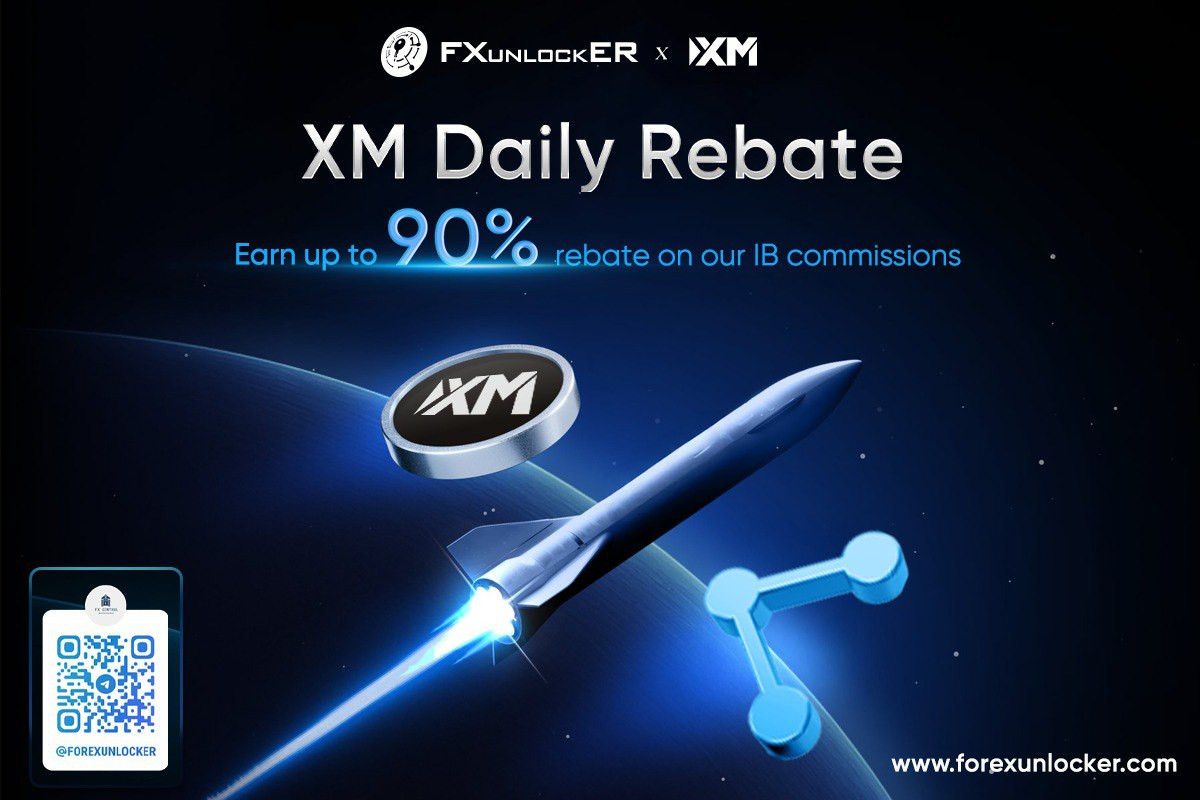 FXUNLOCKER x XM
XM Daily Rebate
Earn up to 90% rebate on our IB commissions
XM
@FOREXUNLOCKER
www.forexunlocker.com